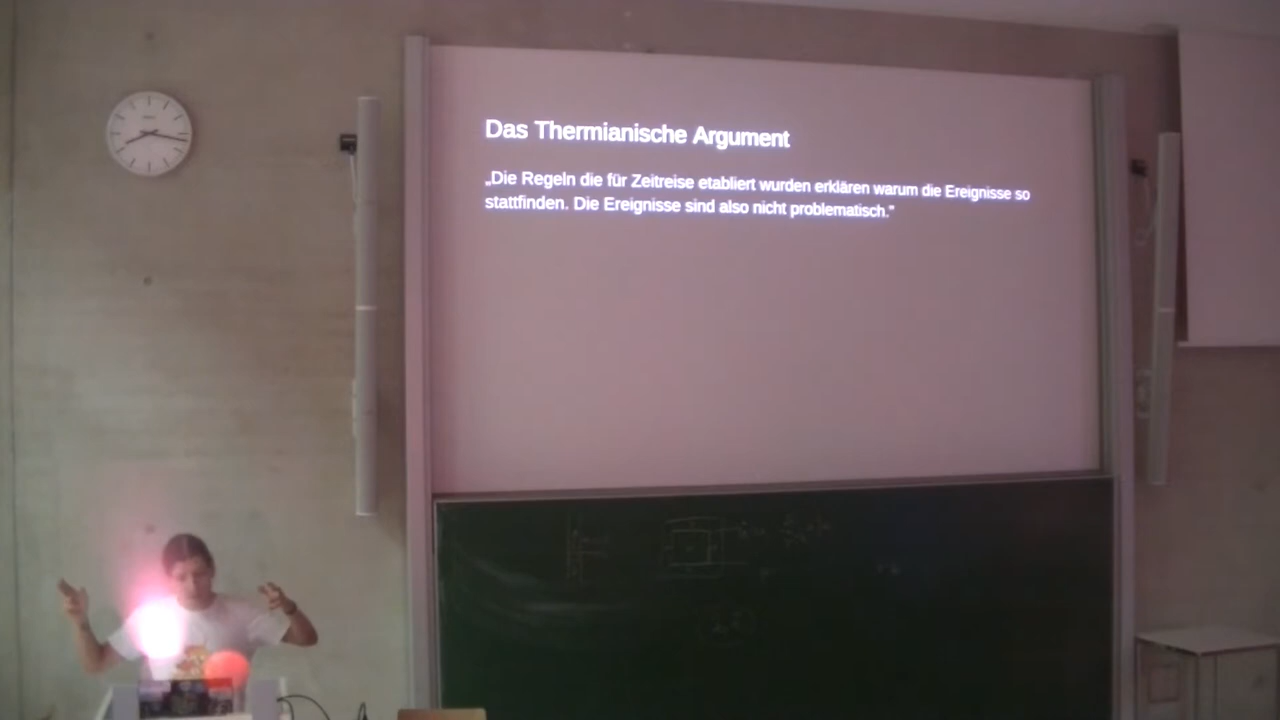 Das Thermianische Argument
„Die Regeln die für Zeitreise etabliert wurden erklären warum die Ereignisse so
stattfinden. Die Ereignisse sind also nicht problematisch.“